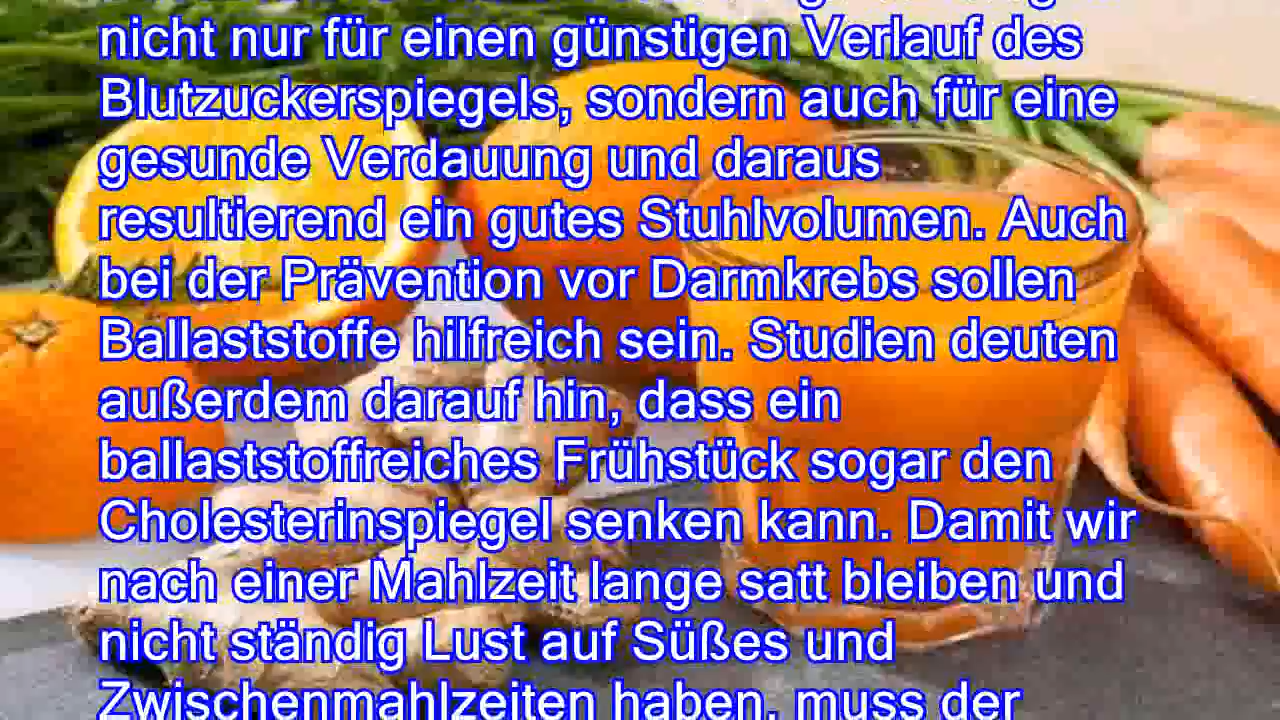 nicht nur für einen günstigen Verlauf des
Blutzuckerspiegels, sondern auch für eine
gesunde Verdauung und daraus
resultierend ein gutes Stuhlvolumen. Auch
bei der Prävention vor Darmkrebs sollen
Ballaststoffe hilfreich sein. Studien deuten
außerdem darauf hin, dass ein
ballaststoffreiches Frühstück sogar den
Cholesterinspiegel senken kann. Damit wir
nach einer Mahlzeit lange satt bleiben und
nicht ständig Lust auf Süßes und
Zwischenmahlzeiten haben, muss der